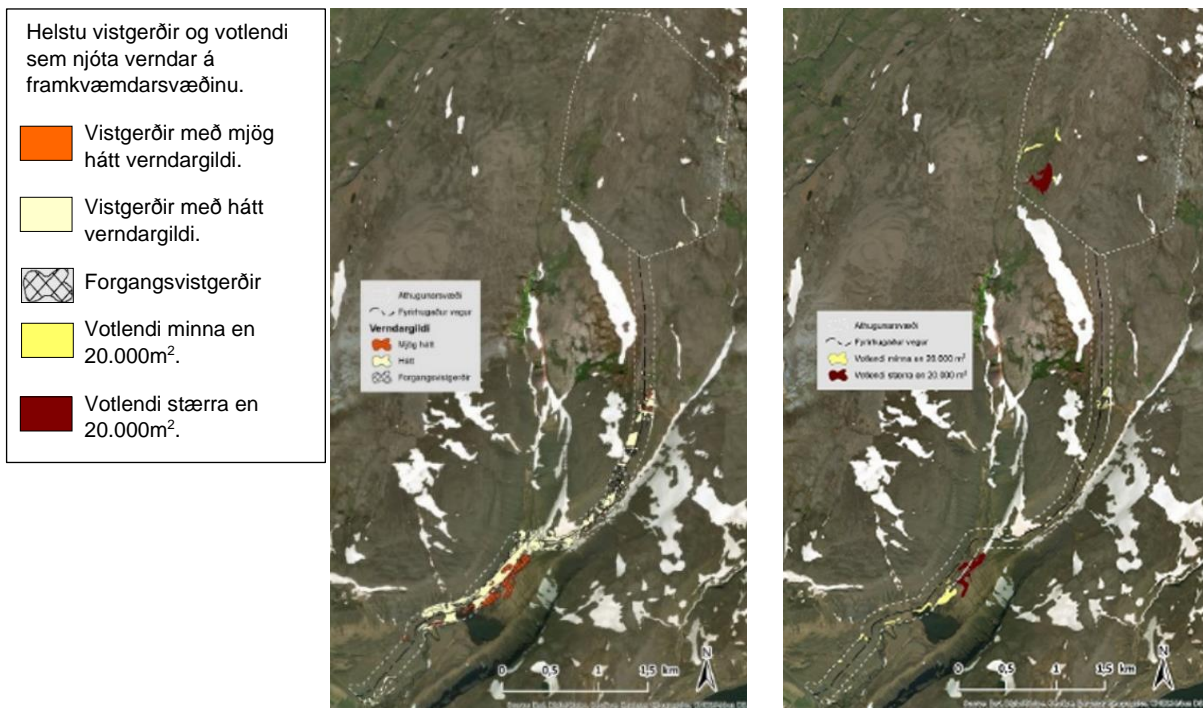 Helstu vistgerðir og votlendi
sem njóta verndar á
framkvæmdarsvæðinu.
Vistgerðir með mjög
hátt verndargildi.
Vistgerðir með hátt
verndargildi.
Forgangsvistgerðir
Votlendi minna en
20.000m².
Votlendi stærra en
20.000m².
Athugunarsvæði
Fyrirhugaður vegur
Verndargildi
Mjög hátt
Hátt
Forgangsvistgerðir
N
0 0,5 1 1,5 km
Athugunarsvæði
Fyrirhugaður vegur
Votlendi minna en 20.000 m²
Votlendi stærra en 20.000 m²
N
0 0,5 1 1,5 km